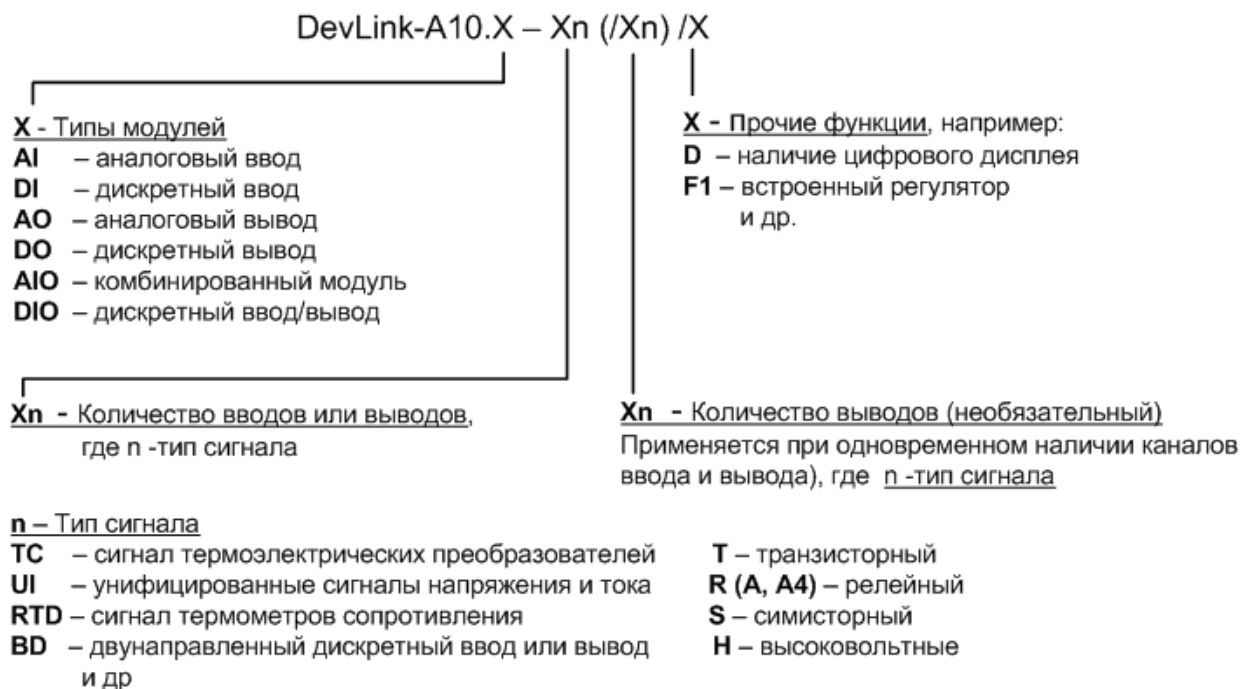 DevLink-A10.X – Xn (/Xn) /X
X - Типы модулей
AI – аналоговый ввод
DI – дискретный ввод
AO – аналоговый вывод
DO – дискретный вывод
AIO – комбинированный модуль
DIO – дискретный ввод/вывод
X - Прочие функции, например:
D – наличие цифрового дисплея
F1 – встроенный регулятор
и др.
Xn - Количество вводов или выводов,
где n -тип сигнала
Xn - Количество выводов (необязательный)
Применяется при одновременном наличии каналов
ввода и вывода), где n -тип сигнала
n – Тип сигнала
TC – сигнал термоэлектрических преобразователей
UI – унифицированные сигналы напряжения и тока
RTD – сигнал термометров сопротивления
BD – двунаправленный дискретный ввод или вывод
и др
T – транзисторный
R (A, A4) – релейный
S – симисторный
H – высоковольтные